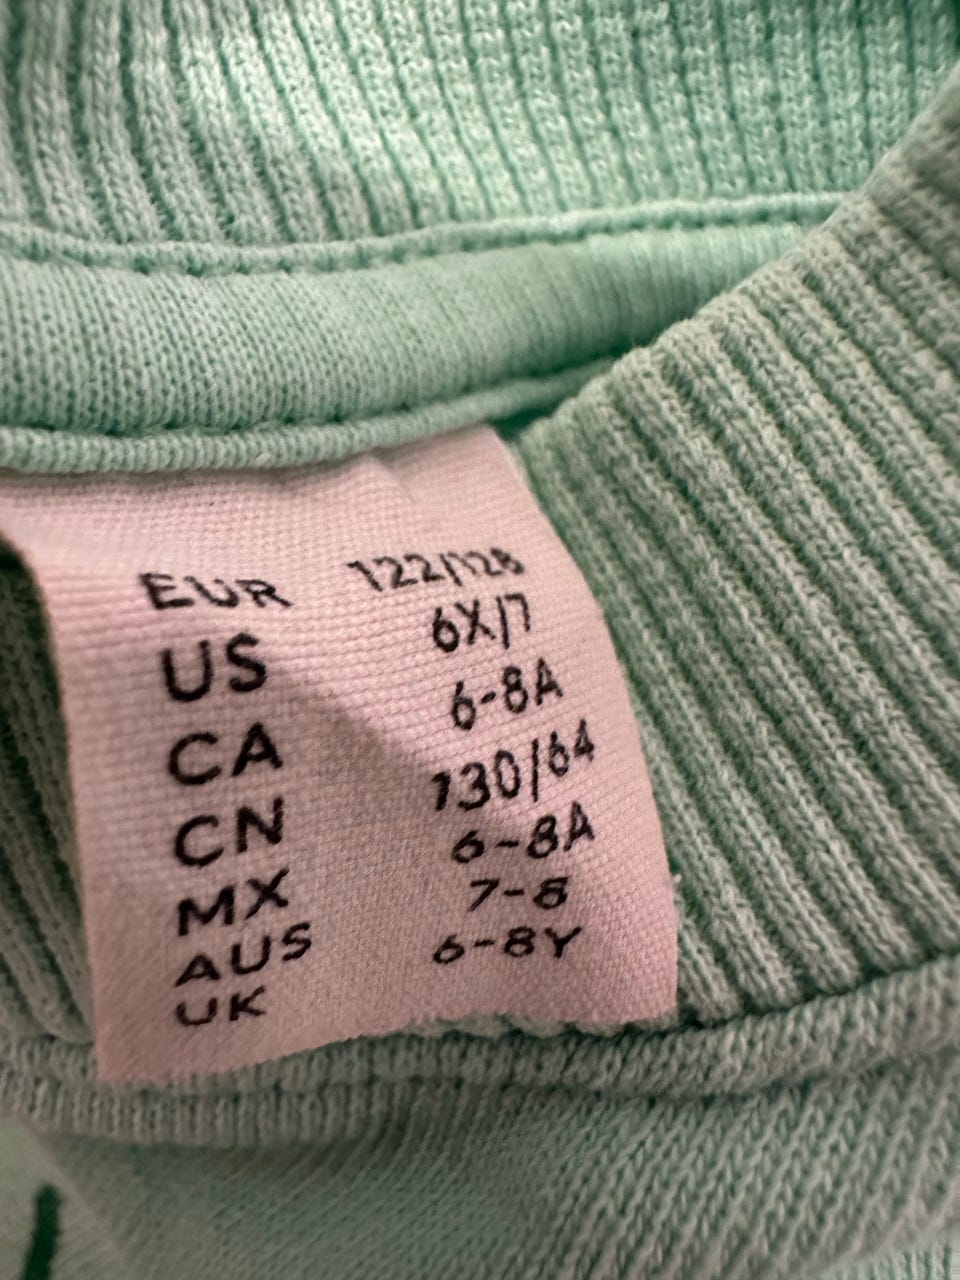 EUR 122/128
US 6X/7
CA 6-8A
CN 130/64
MX 6-8A
AUS 7-8
UK 6-8Y